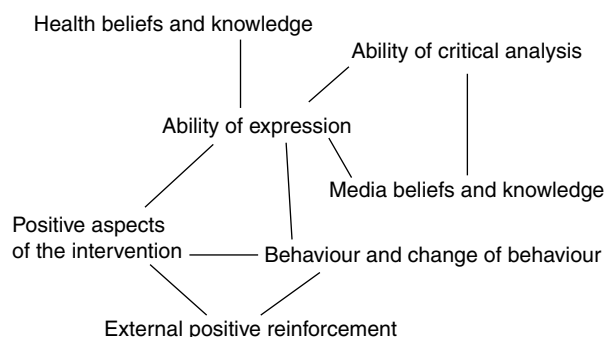 Health beliefs and knowledge
Ability of critical analysis
Ability of expression
Media beliefs and knowledge
Positive aspects
of the intervention
Behaviour and change of behaviour
External positive reinforcement